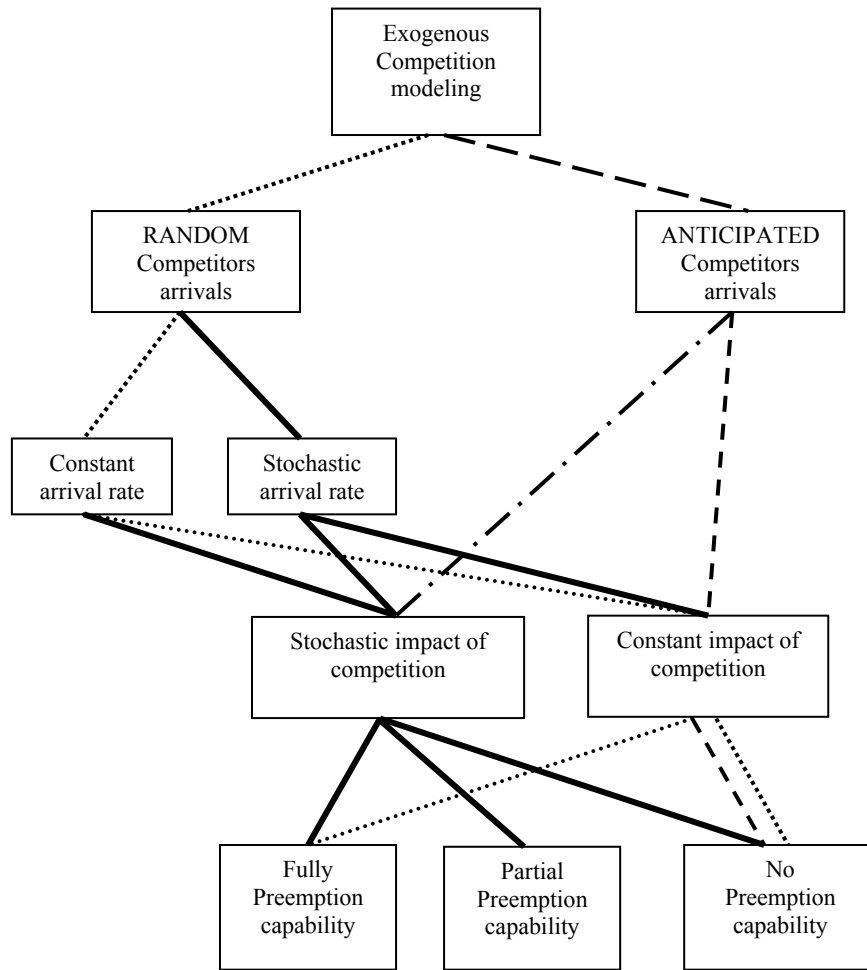 Exogenous
Competition
modeling
RANDOM
Competitors
arrivals
ANTICIPATED
Competitors
arrivals
Constant
arrival rate
Stochastic
arrival rate
Stochastic impact of
competition
Constant impact of
competition
Fully
Preemption
capability
Partial
Preemption
capability
No
Preemption
capability